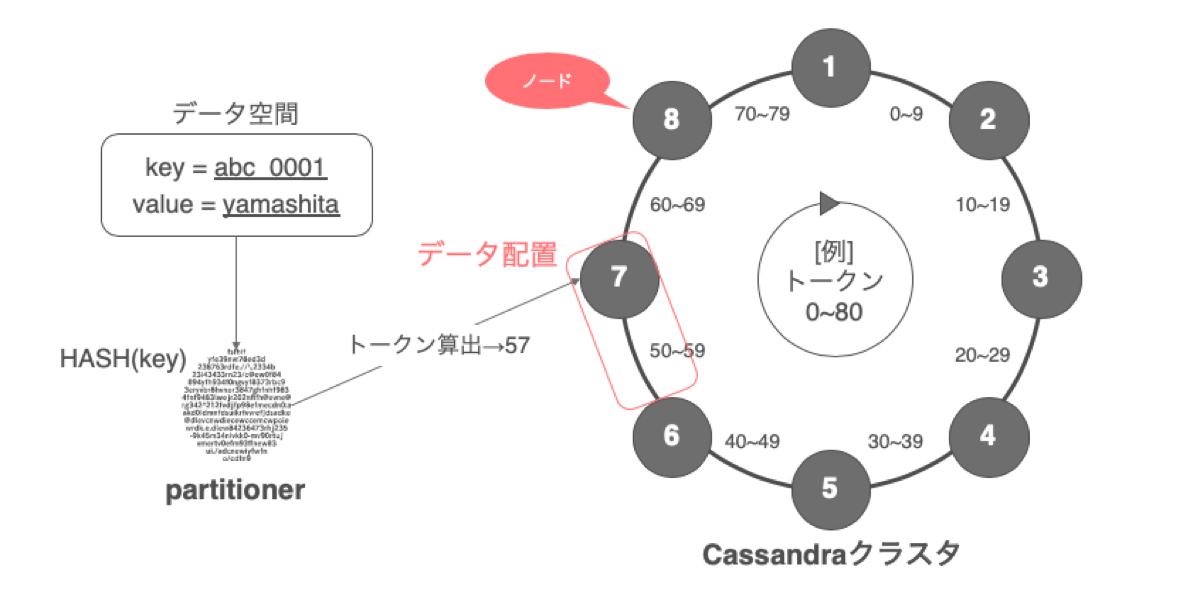 ノード
データ空間
key = abc_0001
value = yamashita
HASH(key)
partitioner
トークン算出→57
データ配置
1
2
3
4
5
6
7
8
0~9
10~19
20~29
30~39
40~49
50~59
60~69
70~79
[例]
トークン
0~80
Cassandraクラスタ